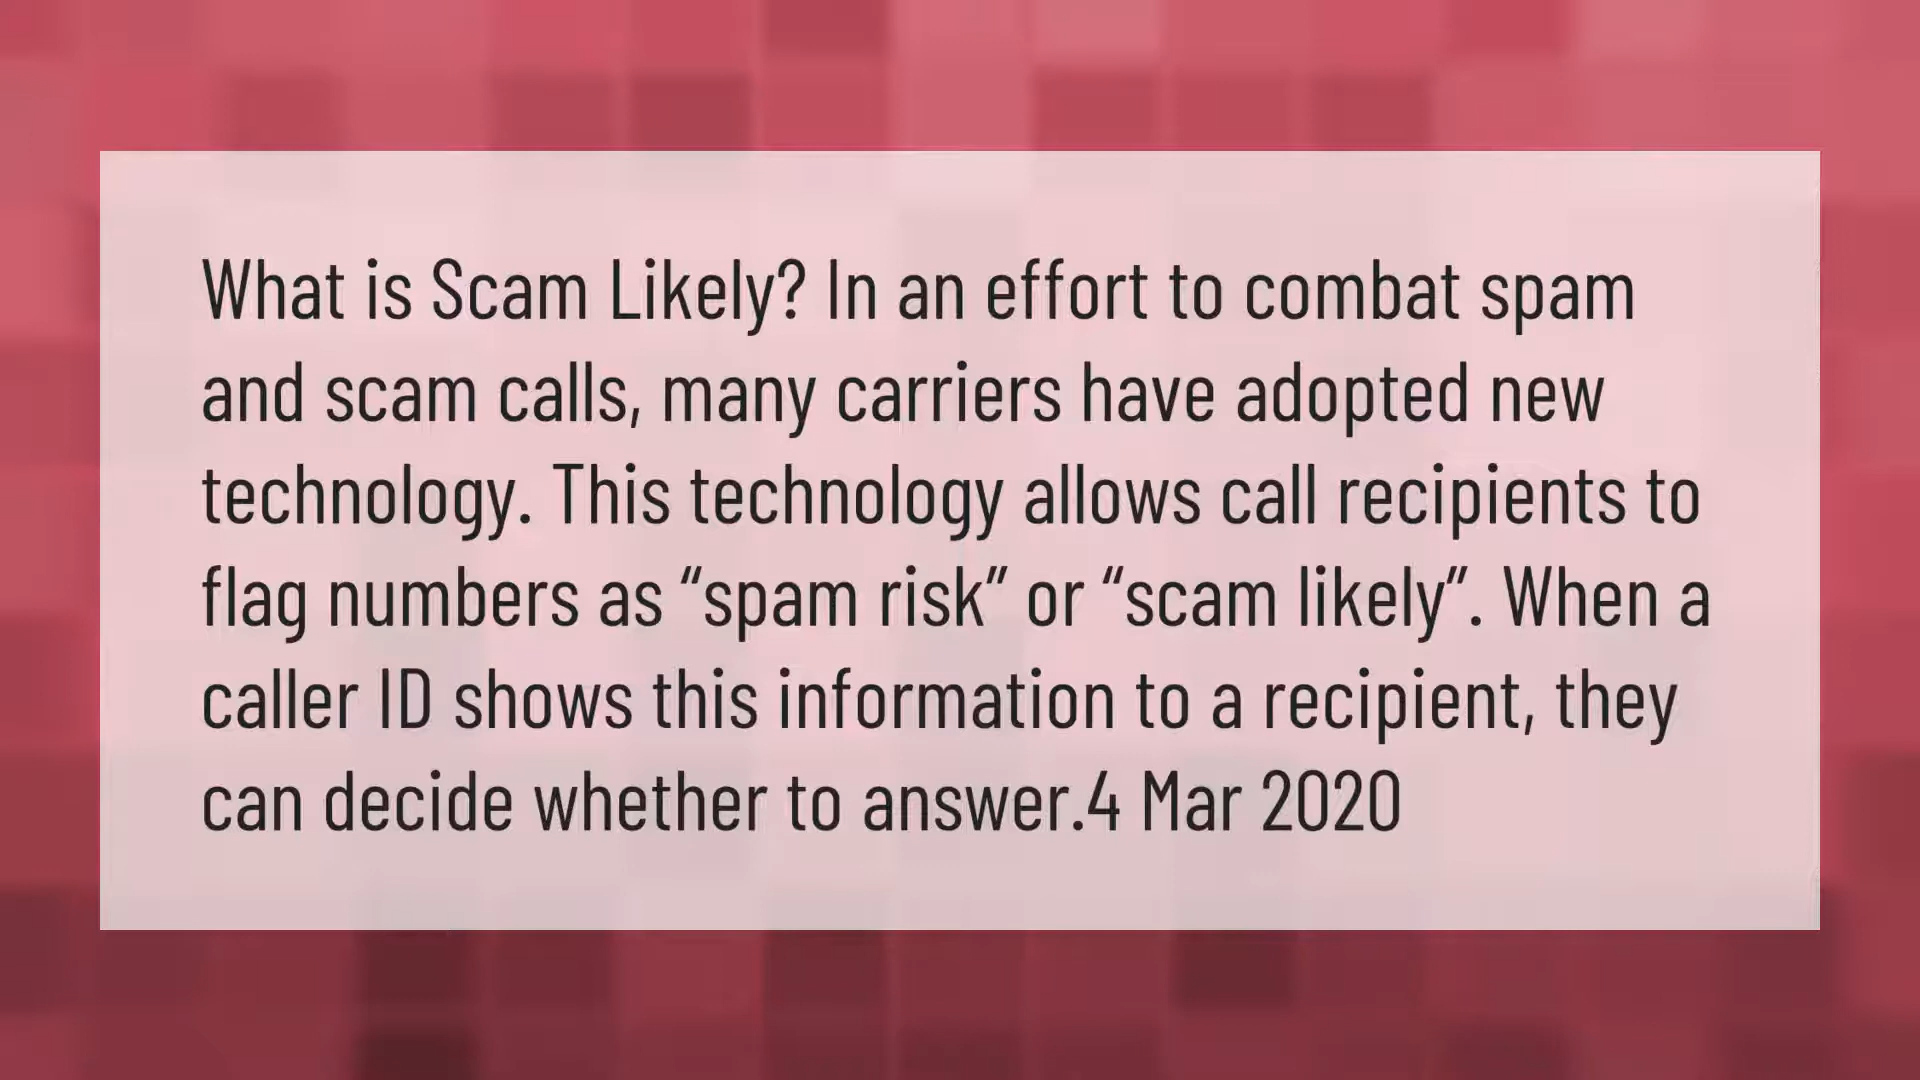 What is Scam Likely? In an effort to combat spam
and scam calls, many carriers have adopted new
technology. This technology allows call recipients to
flag numbers as “spam risk” or “scam likely”. When a
caller ID shows this information to a recipient, they
can decide whether to answer.4 Mar 2020